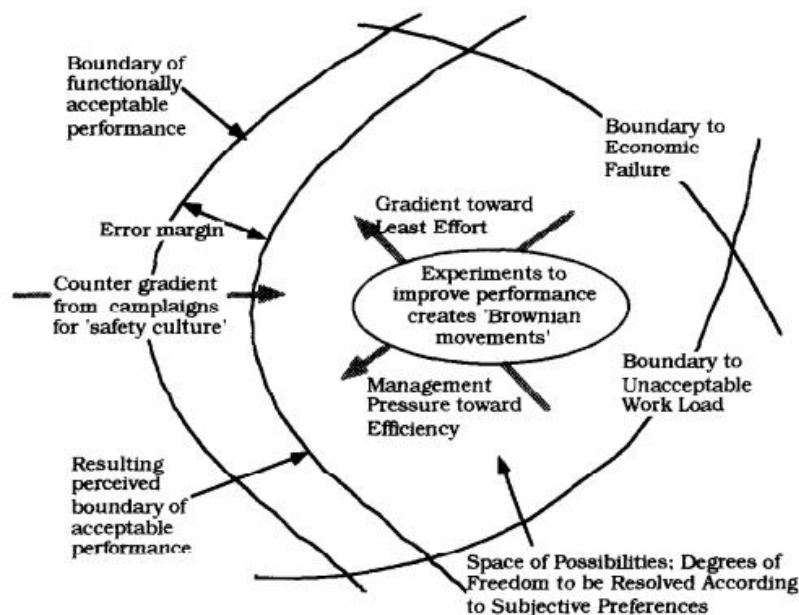 Boundary of
functionally
acceptable
performance
Boundary to
Economic
Failure
Gradient toward
Least Effort
Error margin
Counter gradient
from campaigns
for 'safety culture'
Experiments to
improve performance
creates 'Brownian
movements'
Management
Pressure toward
Efficiency
Boundary to
Unacceptable
Work Load
Resulting
perceived
boundary of
acceptable
performance
Space of Possibilities; Degrees of
Freedom to be Resolved According
to Subjective Preferences